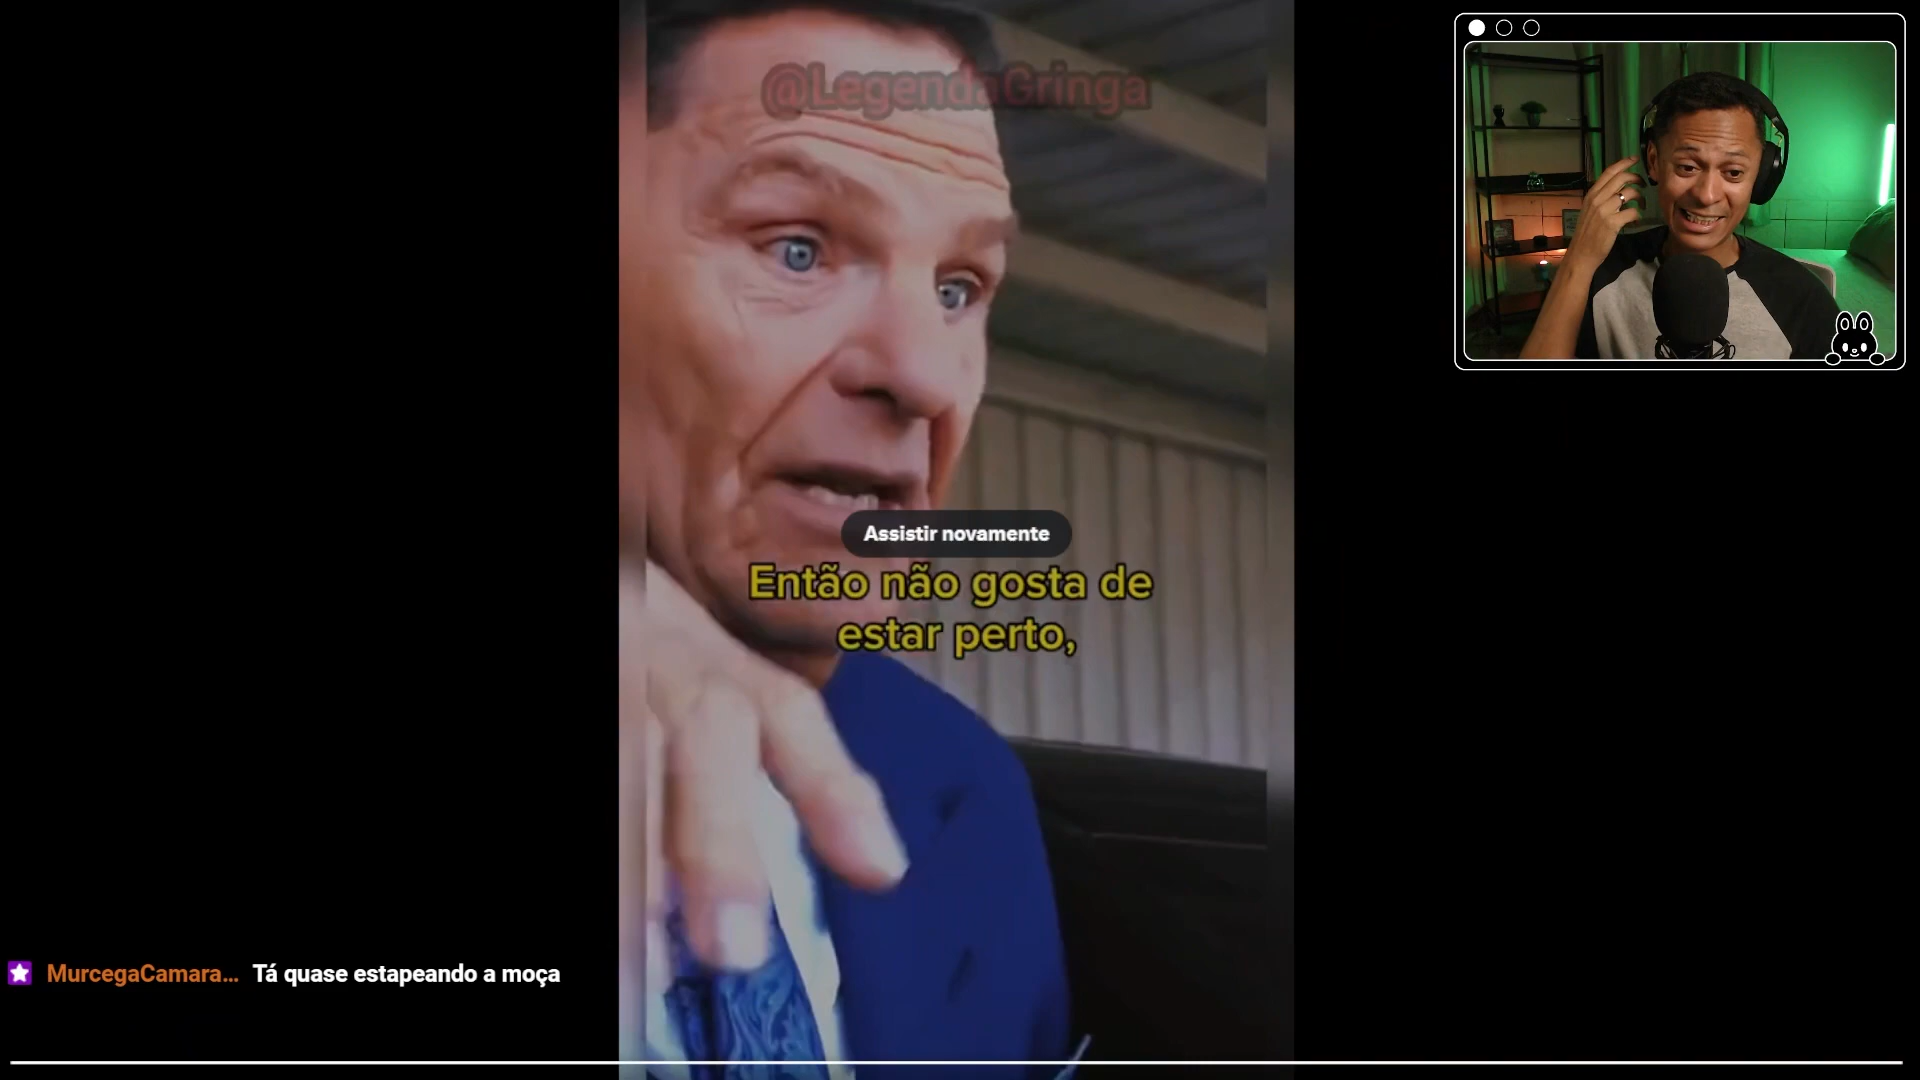 @LegendaGringa
Assistir novamente
Então não gosta de
estar perto,
MurcegaCamara... Tá quase estapeando a moça